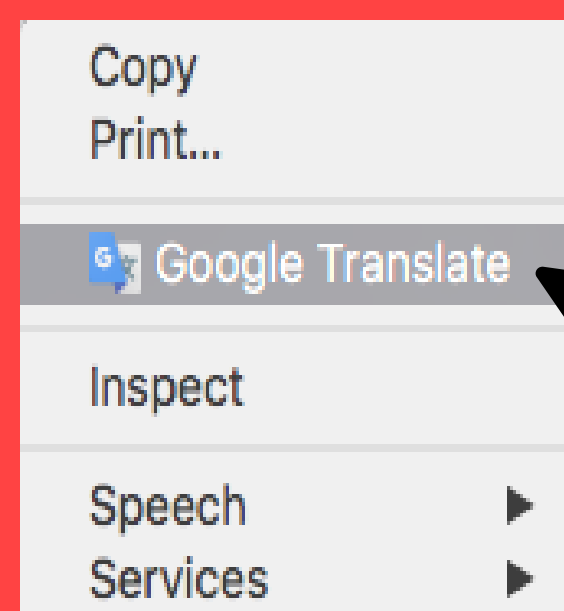 Copy
Print...
Google Translate
Inspect
Speech
Services